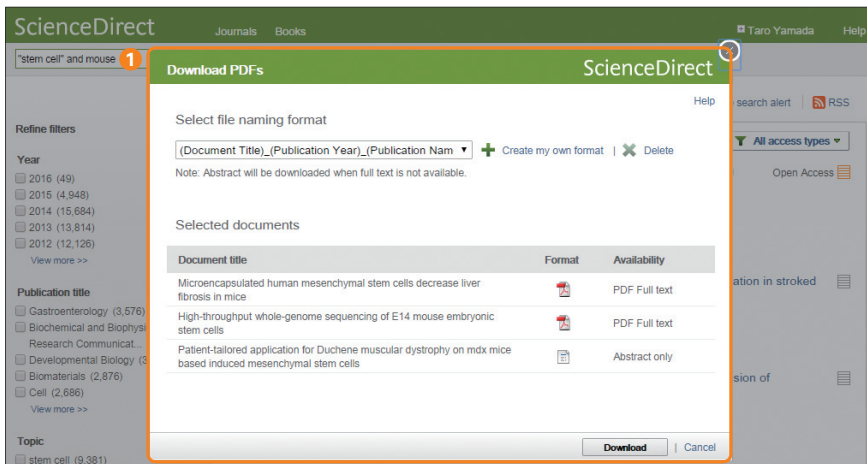 ScienceDirect Journals Books Taro Yamada Help
"stem cell" and mouse 1
Download PDFs ScienceDirect
Help
search alert RSS
Select file naming format
Refine filters
(Document Title)_(Publication Year)_(Publication Nam Create my own format | Delete
All access types
Year
Note: Abstract will be downloaded when full text is not available.
2016 (49)
Open Access
2015 (4,948)
2014 (15,684)
2013 (13,814)
Selected documents
2012 (12,126)
View more >>
Document title Format Availability
Microencapsulated human mesenchymal stem cells decrease liver
fibrosis in mice
PDF Full text
ation in stroked
Publication title
Gastroenterology (3,576)
High-throughput whole-genome sequencing of E14 mouse embryonic
stem cells
PDF Full text
Biochemical and Biophysi
Research Communicat...
Developmental Biology (3
Patient-tailored application for Duchene muscular dystrophy on mdx mice
based induced mesenchymal stem cells
Abstract only
Biomaterials (2,876)
sion of
Cell (2,686)
View more >>
Topic
stem cell (9,381)
Download | Cancel